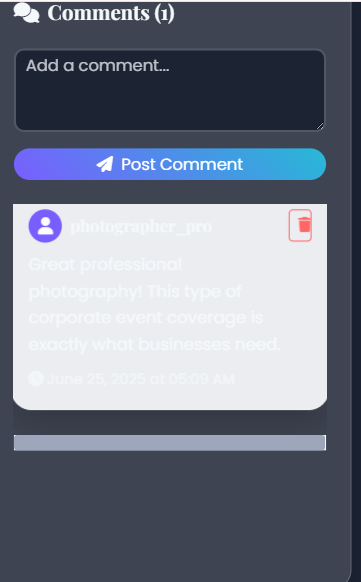 Comments (1)
Add a comment...
Post Comment
photographer_pro
Great professional
photography! This type of
corporate event coverage is
exactly what businesses need.
June 25, 2025 at 05:09 AM